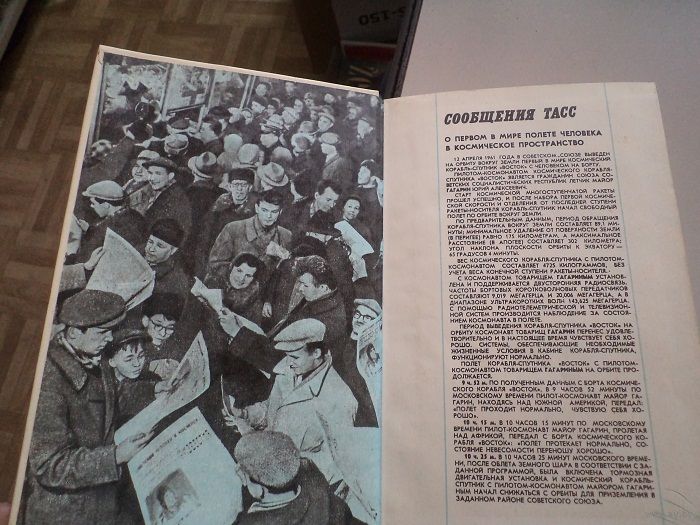 S-150
СООБЩЕНИЯ ТАСС
О ПЕРВОМ В МИРЕ ПОЛЕТЕ ЧЕЛОВЕКА
В КОСМИЧЕСКОЕ ПРОСТРАНСТВО
12 АПРЕЛЯ 1961 ГОДА В СОВЕТСКОМ СОЮЗЕ ВЫВЕДЕН
НА ОРБИТУ ВОКРУГ ЗЕМЛИ ПЕРВЫЙ В МИРЕ КОСМИЧЕСКИЙ
КОРАБЛЬ-СПУТНИК «ВОСТОК» С ЧЕЛОВЕКОМ НА БОРТУ.
ПИЛОТОМ-КОСМОНАВТОМ КОСМИЧЕСКОГО КОРАБЛЯ-
СПУТНИКА «ВОСТОК» ЯВЛЯЕТСЯ ГРАЖДАНИН СОЮЗА СО-
ВЕТСКИХ СОЦИАЛИСТИЧЕСКИХ РЕСПУБЛИК ЛЕТЧИК МАЙОР
ГАГАРИН ЮРИЙ АЛЕКСЕЕВИЧ.
СТАРТ КОСМИЧЕСКОЙ МНОГОСТУПЕНЧАТОЙ РАКЕТЫ
ПРОШЕЛ УСПЕШНО, И ПОСЛЕ НАБОРА ПЕРВОЙ КОСМИЧЕ-
СКОЙ СКОРОСТИ И ОТДЕЛЕНИЯ ОТ ПОСЛЕДНЕЙ СТУПЕНИ
РАКЕТЫ-НОСИТЕЛЯ КОРАБЛЬ-СПУТНИК НАЧАЛ СВОБОДНЫЙ
ПОЛЕТ ПО ОРБИТЕ ВОКРУГ ЗЕМЛИ.
ПО ПРЕДВАРИТЕЛЬНЫМ ДАННЫМ, ПЕРИОД ОБРАЩЕНИЯ
КОРАБЛЯ-СПУТНИКА ВОКРУГ ЗЕМЛИ СОСТАВЛЯЕТ 89,1 МИ-
НУТЫ; МИНИМАЛЬНОЕ УДАЛЕНИЕ ОТ ПОВЕРХНОСТИ ЗЕМЛИ
(В ПЕРИГЕЕ) РАВНО 175 КИЛОМЕТРАМ, А МАКСИМАЛЬНОЕ
РАССТОЯНИЕ (В АПОГЕЕ) СОСТАВЛЯЕТ 302 КИЛОМЕТРА;
УГОЛ НАКЛОНА ПЛОСКОСТИ ОРБИТЫ К ЭКВАТОРУ—
65 ГРАДУСОВ 4 МИНУТЫ.
ВЕС КОСМИЧЕСКОГО КОРАБЛЯ-СПУТНИКА С ПИЛОТОМ-
КОСМОНАВТОМ СОСТАВЛЯЕТ 4725 КИЛОГРАММОВ, БЕЗ
УЧЕТА ВЕСА КОНЕЧНОЙ СТУПЕНИ РАКЕТЫ-НОСИТЕЛЯ.
С КОСМОНАВТОМ ТОВАРИЩЕМ ГАГАРИНЫМ УСТАНОВЛЕ-
НА И ПОДДЕРЖИВАЕТСЯ ДВУСТОРОННЯЯ РАДИОСВЯЗЬ.
ЧАСТОТЫ БОРТОВЫХ КОРОТКОВОЛНОВЫХ ПЕРЕДАТЧИКОВ
СОСТАВЛЯЮТ 9,019 МЕГАГЕРЦА И 20,006 МЕГАГЕРЦА, А В
ДИАПАЗОНЕ УЛЬТРАКОРОТКИХ ВОЛН 143,625 МЕГАГЕРЦА.
С ПОМОЩЬЮ РАДИОТЕЛЕМЕТРИЧЕСКОЙ И ТЕЛЕВИЗИОН-
НОЙ СИСТЕМ ПРОИЗВОДИТСЯ НАБЛЮДЕНИЕ ЗА СОСТОЯ-
НИЕМ КОСМОНАВТА В ПОЛЕТЕ.
ПЕРИОД ВЫВЕДЕНИЯ КОРАБЛЯ-СПУТНИКА «ВОСТОК» НА
ОРБИТУ КОСМОНАВТ ТОВАРИЩ ГАГАРИН ПЕРЕНЕС УДОВЛЕ-
ТВОРИТЕЛЬНО И В НАСТОЯЩЕЕ ВРЕМЯ ЧУВСТВУЕТ СЕБЯ
ХОРОШО. СИСТЕМЫ, ОБЕСПЕЧИВАЮЩИЕ НЕОБХОДИМЫЕ
ЖИЗНЕННЫЕ УСЛОВИЯ В КАБИНЕ КОРАБЛЯ-СПУТНИКА,
ФУНКЦИОНИРУЮТ НОРМАЛЬНО.
ПОЛЕТ КОРАБЛЯ-СПУТНИКА «ВОСТОК» С ПИЛОТОМ-
КОСМОНАВТОМ ТОВАРИЩЕМ ГАГАРИНЫМ НА ОРБИТЕ ПРО-
ДОЛЖАЕТСЯ.
9 ч. 52 м. ПО ПОЛУЧЕННЫМ ДАННЫМ С БОРТА КОСМИЧЕС-
КОГО КОРАБЛЯ «ВОСТОК», В 9 ЧАСОВ 52 МИНУТЫ ПО
МОСКОВСКОМУ ВРЕМЕНИ ПИЛОТ-КОСМОНАВТ МАЙОР ГА-
ГАРИН, НАХОДЯСЬ НАД ЮЖНОЙ АМЕРИКОЙ, ПЕРЕДАЛ:
«ПОЛЕТ ПРОХОДИТ НОРМАЛЬНО, ЧУВСТВУЮ СЕБЯ ХО-
РОШО».
10 ч. 15 м. В 10 ЧАСОВ 15 МИНУТ ПО МОСКОВСКОМУ
ВРЕМЕНИ ПИЛОТ-КОСМОНАВТ МАЙОР ГАГАРИН, ПРОЛЕТАЯ
НАД АФРИКОЙ, ПЕРЕДАЛ С БОРТА КОСМИЧЕСКОГО КОРА-
БЛЯ «ВОСТОК»: «ПОЛЕТ ПРОТЕКАЕТ НОРМАЛЬНО, СО-
СТОЯНИЕ НЕВЕСОМОСТИ ПЕРЕНОШУ ХОРОШО».
10 ч. 25 м. В 10 ЧАСОВ 25 МИНУТ МОСКОВСКОГО ВРЕМЕ-
НИ, ПОСЛЕ ОБЛЕТА ЗЕМНОГО ШАРА В СООТВЕТСТВИИ С ЗА-
ДАННОЙ ПРОГРАММОЙ, БЫЛА ВКЛЮЧЕНА ТОРМОЗНАЯ
ДВИГАТЕЛЬНАЯ УСТАНОВКА И КОСМИЧЕСКИЙ КОРАБЛЬ-
СПУТНИК С ПИЛОТОМ-КОСМОНАВТОМ МАЙОРОМ ГАГАРИ-
НЫМ НАЧАЛ СНИЖАТЬСЯ С ОРБИТЫ ДЛЯ ПРИЗЕМЛЕНИЯ В
ЗАДАННОМ РАЙОНЕ СОВЕТСКОГО СОЮЗА.